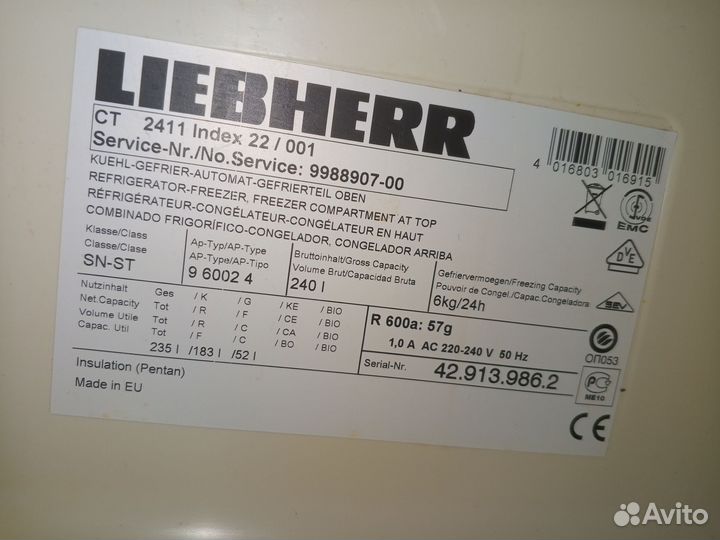 LIEBHERR
CT 2411 Index 22 / 001
Service-Nr./No.Service: 9988907-00
KUEHL-GEFRIER-AUTOMAT-GEFRIERTEIL OBEN
REFRIGERATOR-FREEZER, FREEZER COMPARTMENT AT TOP
RÉFRIGÉRATEUR-CONGÉLATEUR-CONGÉLATEUR EN HAUT
COMBINADO FRIGORÍFICO-CONGELADOR, CONGELADOR ARRIBA
4 016803 016915
Klasse/Class
Classe/Clase
SN-ST
Ap-Typ/AP-Type
AP-Type/AP-Tipo
9 6002 4
Bruttoinhalt/Gross Capacity
Volume Brut/Capacidad Bruta
240 l
Gefriervermoegen/Freezing Capacity
Pouvoir de Congel./Capac.Congeladora
6kg/24h
Nutzinhalt Ges / K / G / KE / BIO
Net.Capacity Tot / R / F / CE / BIO
Volume Utile Tot / R / C / CA / BIO
Capac. Util Tot / F / C / BO / BIO
235 l /183 l /52 l
R 600a: 57g
1,0 A AC 220-240 V 50 Hz
Insulation (Pentan)
Made in EU
Serial-Nr. 42.913.986.2
VDE
EMC
DVE
SEV
ОП053
РС
МЕ10
CE
Avito